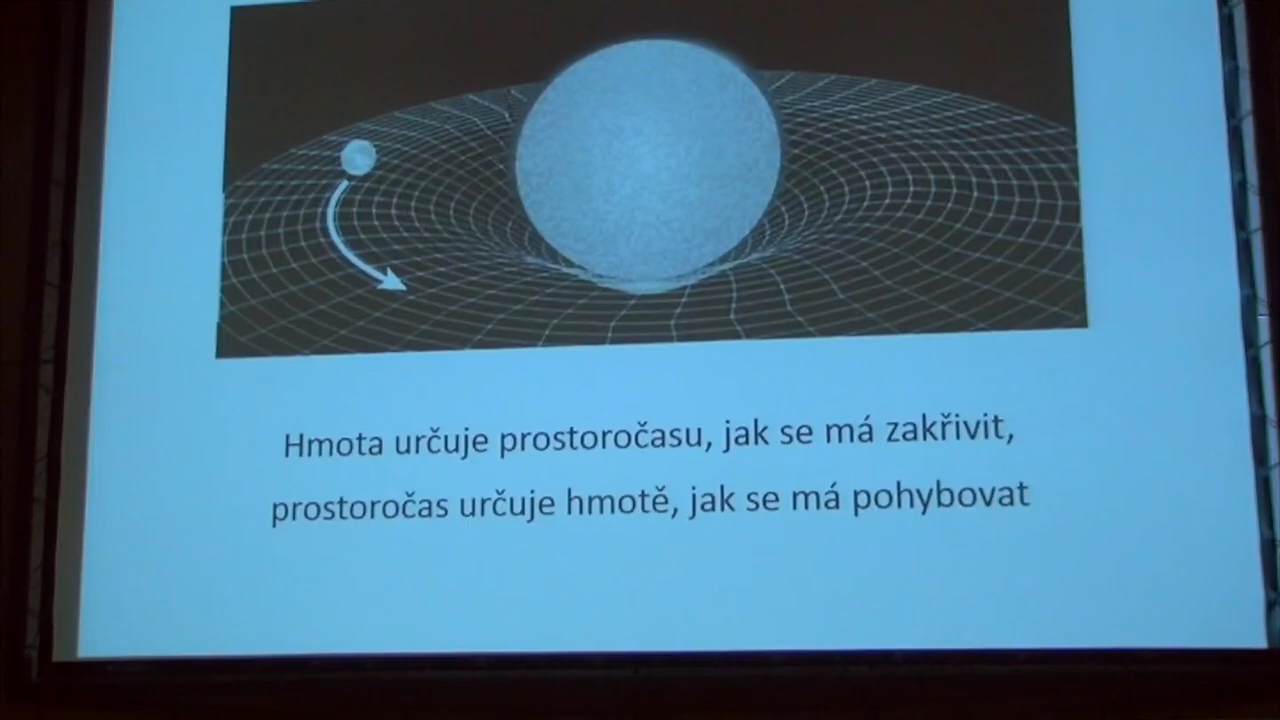 Hmota určuje prostoročasu, jak se má zakřivit,
prostoročas určuje hmotě, jak se má pohybovat